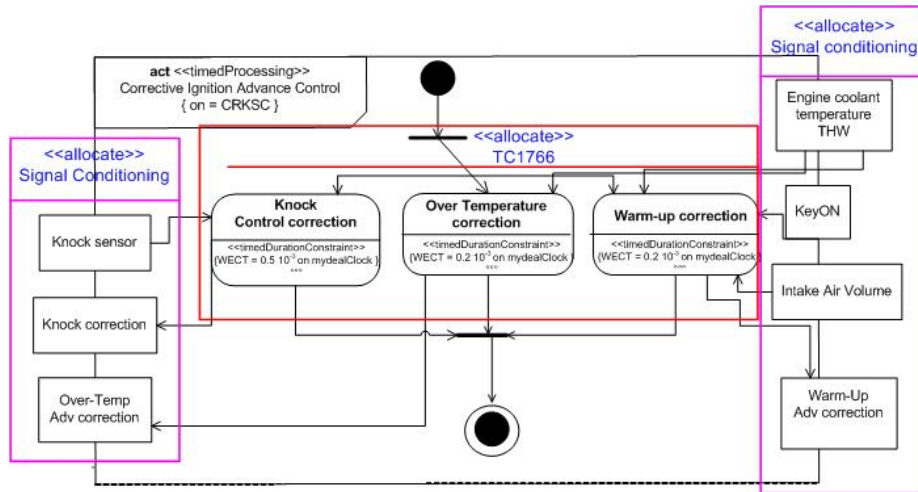 <<allocate>>
Signal conditioning
act <<timedProcessing>>
Corrective Ignition Advance Control
{ on = CRKSC }
Engine coolant
temperature
THW
<<allocate>>
TC1766
<<allocate>>
Signal Conditioning
Knock
Control correction
<<timedDurationConstraint>>
{WECT = 0.5 10⁻³ on mydealClock }
°°°
Over Temperature
correction
<<timedDurationConstraint>>
{WECT = 0.2 10⁻³ on mydealClock }
°°°
Warm-up correction
<<timedDurationConstraint>>
{WECT = 0.2 10⁻³ on mydealClock }
°°°
KeyON
Knock sensor
Intake Air Volume
Knock correction
Over-Temp
Adv correction
Warm-Up
Adv correction